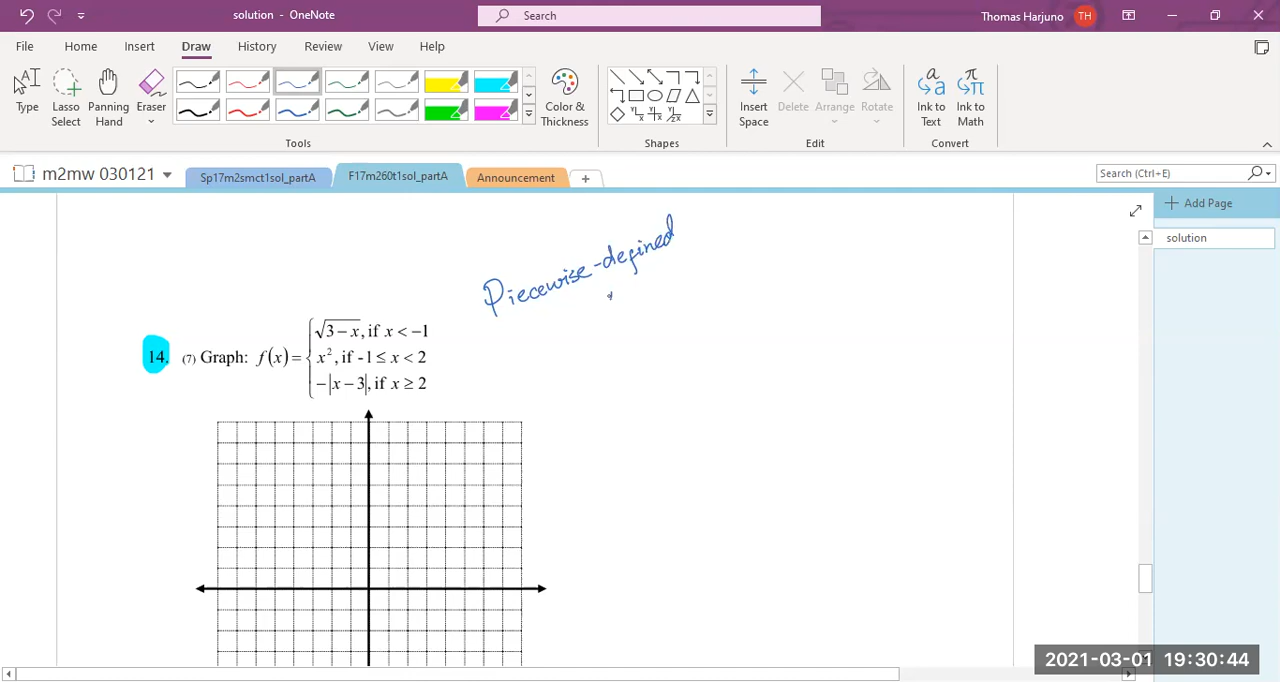 solution - OneNote
Search
Thomas Harjuno TH
File Home Insert Draw View History Review View Help
Type Lasso Select Panning Hand Eraser
Color & Thickness
Insert Space Delete Arrange Rotate
Ink to Text Ink to Math
Tools Shapes Edit Convert
m2mw 030121 Sp17m2smct1sol_partA F17m260t1sol_partA Announcement
Search (Ctrl+E)
Add Page
solution
Piecewise-defined
14. (7) Graph: f(x) = { √3 − x, if x < −1
x², if -1 ≤ x < 2
−|x − 3|, if x ≥ 2
2021-03-01 19:30:44